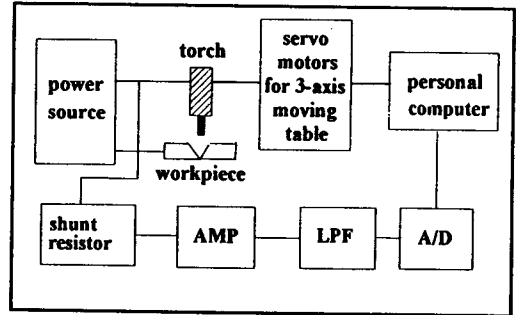 torch
power
source
servo
motors
for 3-axis
moving
table
personal
computer
workpiece
shunt
resistor
AMP
LPF
A/D